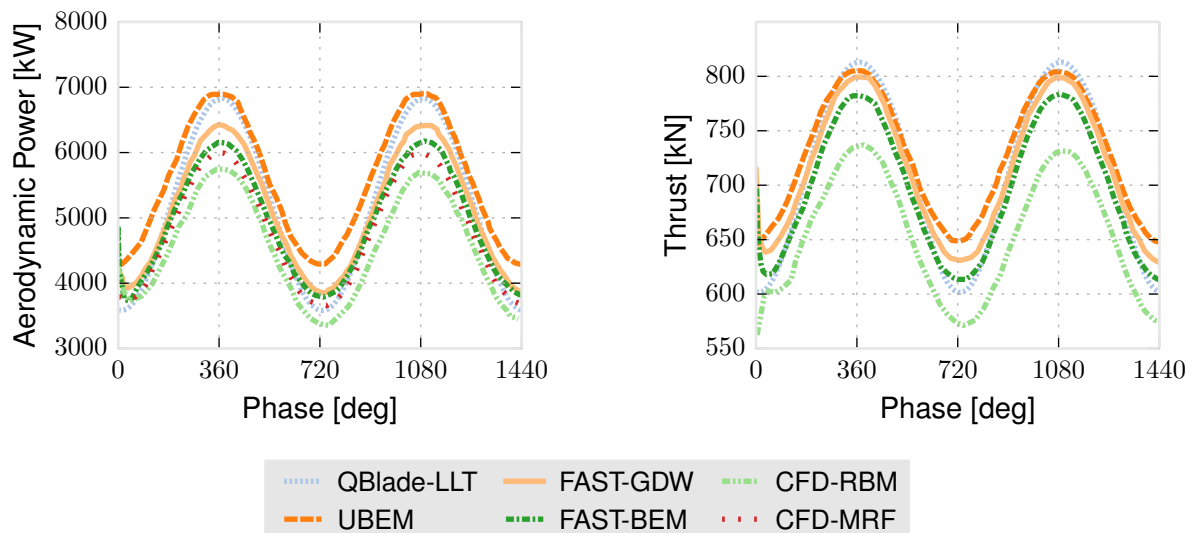 Aerodynamic Power [kW]
8000
7000
6000
5000
4000
3000
0 360 720 1080 1440
Phase [deg]
Thrust [kN]
800
750
700
650
600
550
0 360 720 1080 1440
Phase [deg]
QBlade-LLT FAST-GDW CFD-RBM
UBEM FAST-BEM CFD-MRF